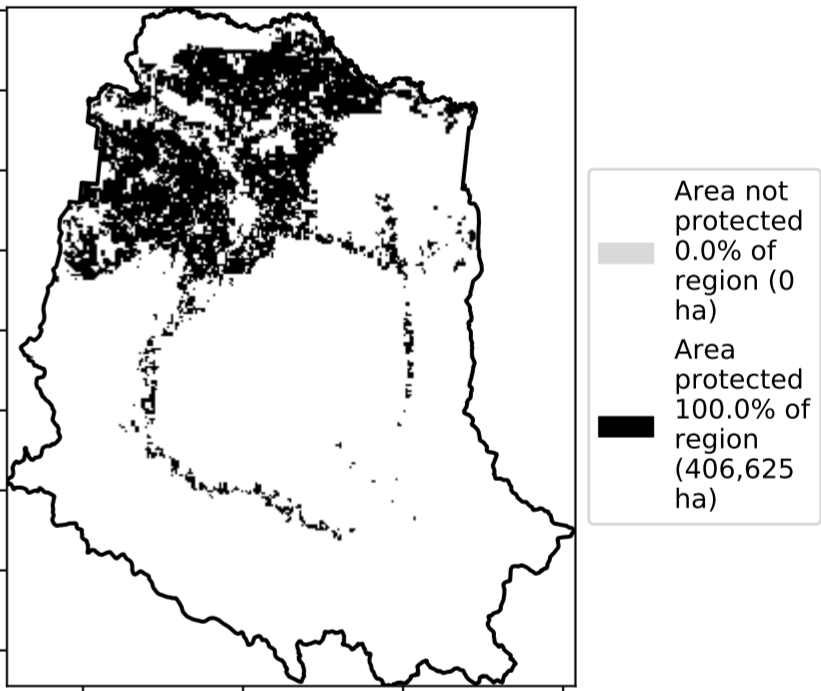 Area not
protected
0.0% of
region (0
ha)
Area
protected
100.0% of
region
(406,625
ha)